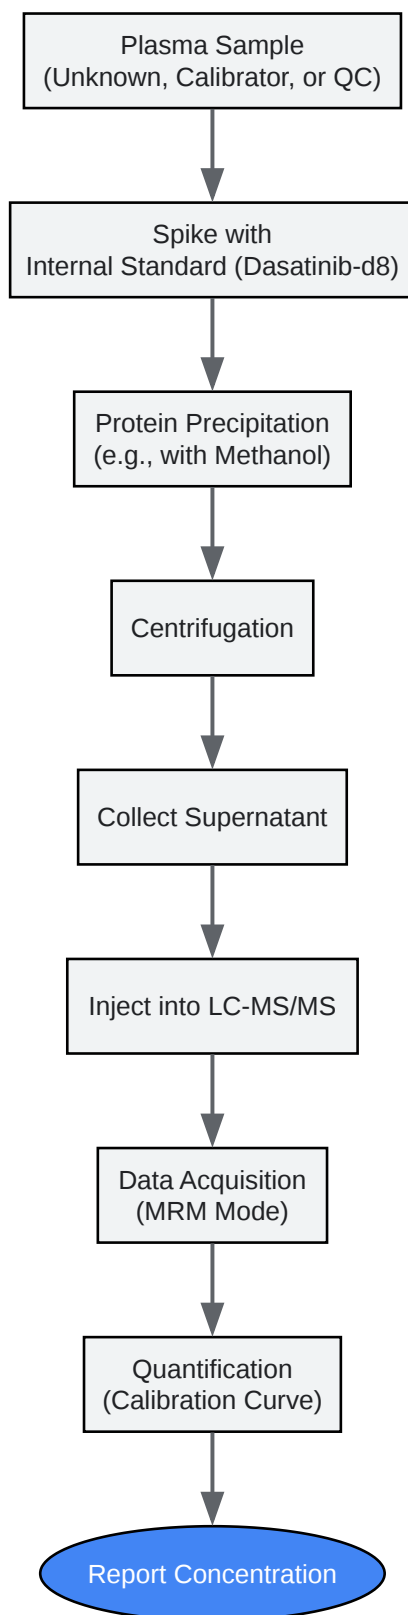 Plasma Sample
(Unknown, Calibrator, or QC)
Spike with
Internal Standard (Dasatinib-d8)
Protein Precipitation
(e.g., with Methanol)
Centrifugation
Collect Supernatant
Inject into LC-MS/MS
Data Acquisition
(MRM Mode)
Quantification
(Calibration Curve)
Report Concentration